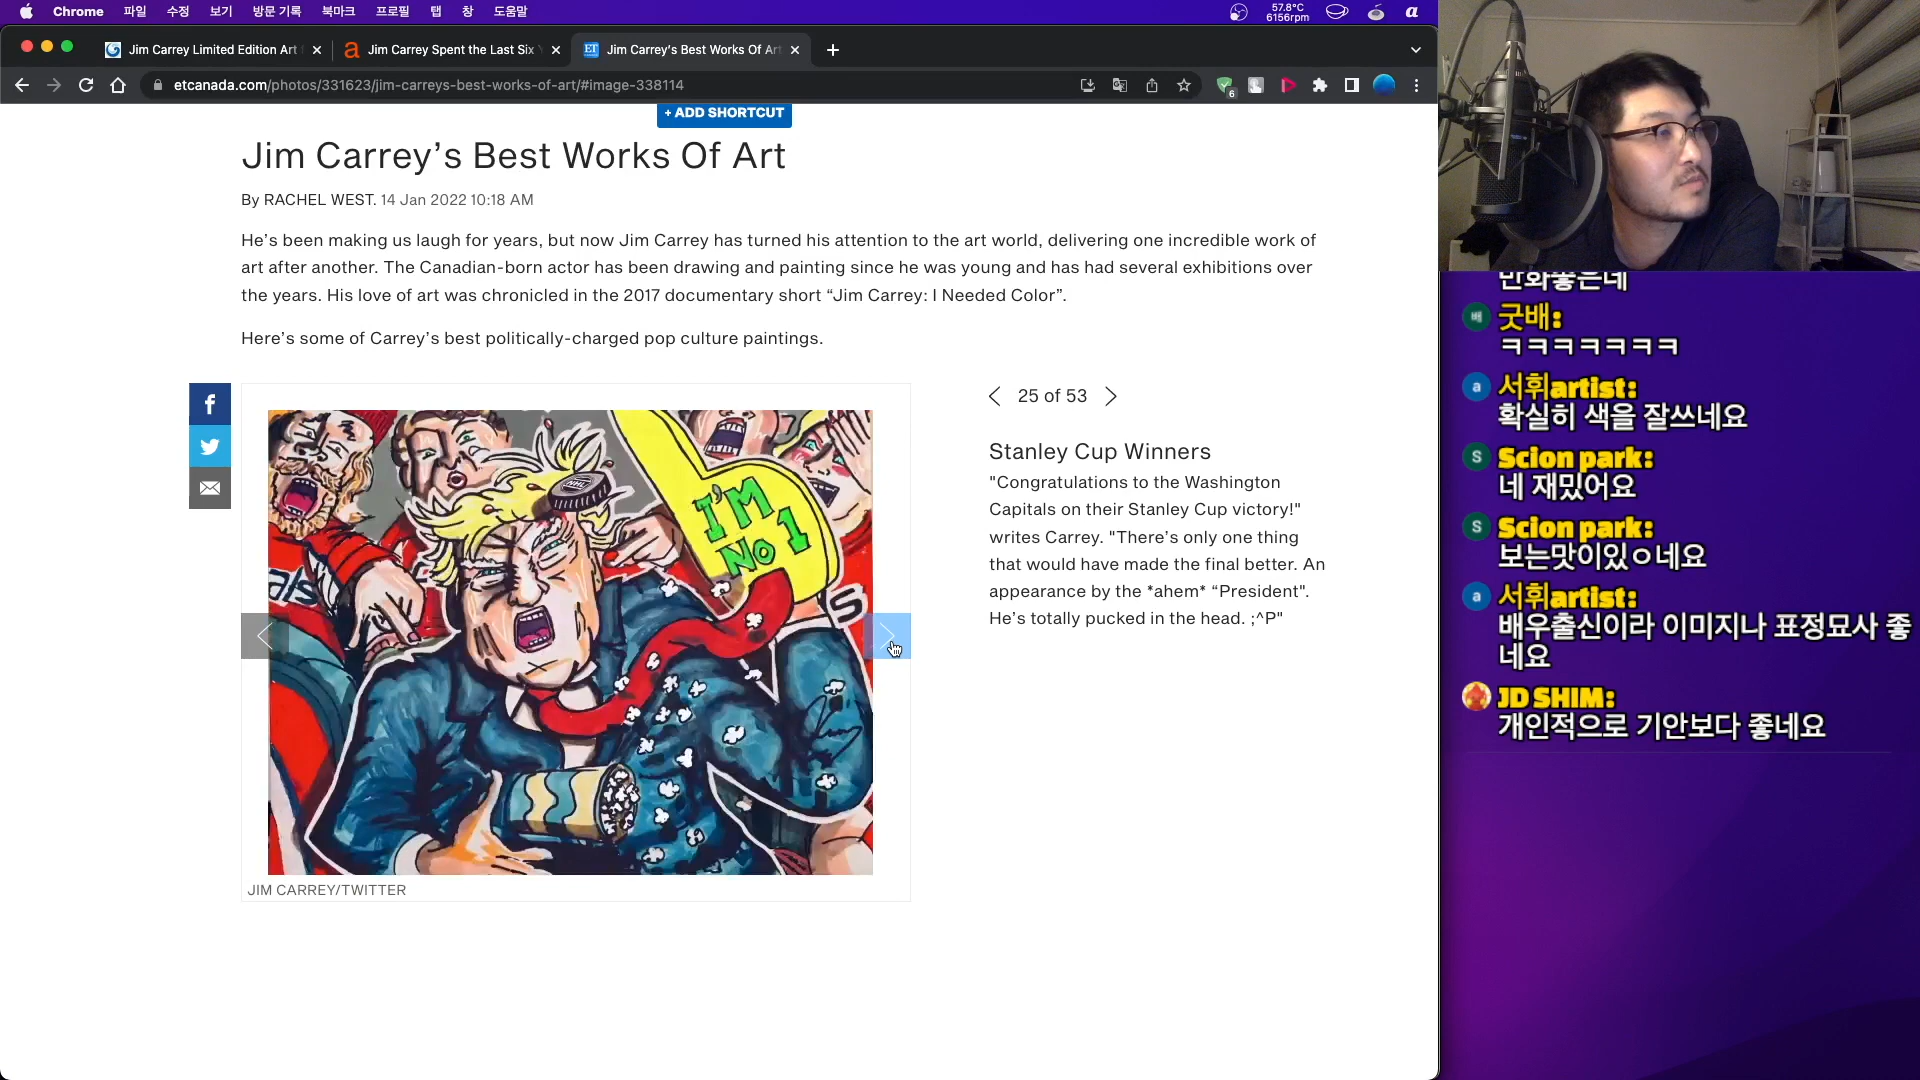 Chrome 파일 수정 보기 방문 기록 북마크 프로필 탭 창 도움말
57.8°C
6156rpm
Jim Carrey Limited Edition Art
Jim Carrey Spent the Last Six
Jim Carrey's Best Works Of Art
etcanada.com/photos/331623/jim-carreys-best-works-of-art/#image-338114
6
+ ADD SHORTCUT
Jim Carrey’s Best Works Of Art
By RACHEL WEST. 14 Jan 2022 10:18 AM
He’s been making us laugh for years, but now Jim Carrey has turned his attention to the art world, delivering one incredible work of
art after another. The Canadian-born actor has been drawing and painting since he was young and has had several exhibitions over
the years. His love of art was chronicled in the 2017 documentary short “Jim Carrey: I Needed Color”.
Here’s some of Carrey’s best politically-charged pop culture paintings.
25 of 53
Stanley Cup Winners
"Congratulations to the Washington
Capitals on their Stanley Cup victory!"
writes Carrey. "There’s only one thing
that would have made the final better. An
appearance by the *ahem* “President".
He’s totally pucked in the head. ;^P"
NHL
I'M
NO 1
als
JIM CARREY/TWITTER
만화좋은네
배 굿배:
ㅋㅋㅋㅋㅋㅋㅋ
a 서휘artist:
확실히 색을 잘쓰네요
S Scion park:
네 재밌어요
S Scion park:
보는맛이있ㅇ네요
a 서휘artist:
배우출신이라 이미지나 표정묘사 좋
네요
JD SHIM:
개인적으로 기안보다 좋네요